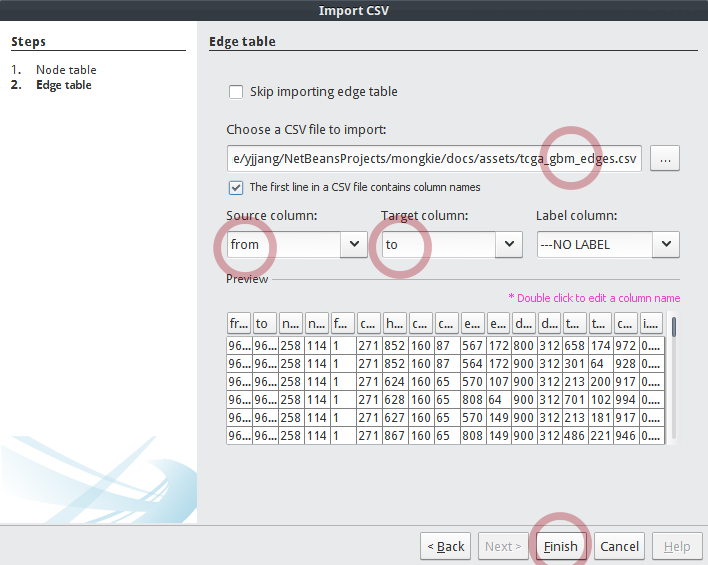 Import CSV
Steps
1. Node table
2. Edge table
Edge table
Skip importing edge table
Choose a CSV file to import:
e/yjjang/NetBeansProjects/mongkie/docs/assets/tcga_gbm_edges.csv ...
The first line in a CSV file contains column names
Source column: Target column: Label column:
from to ---NO LABEL
Preview
* Double click to edit a column name
fr... to n... n... f... c... h... c... c... e... e... d... d... t... t... c... i...
96... 96... 258 114 1 271 852 160 87 567 172 800 312 658 174 972 0....
96... 96... 258 114 1 271 852 160 87 564 172 900 312 301 64 928 0....
96... 96... 258 114 1 271 624 160 65 570 107 900 312 213 200 917 0....
96... 96... 258 114 1 271 628 160 65 808 64 900 312 701 102 994 0....
96... 96... 258 114 1 271 627 160 65 570 149 900 312 213 181 917 0....
96... 96... 258 114 1 271 867 160 65 808 149 900 312 486 221 946 0....
< Back Next > Finish Cancel Help